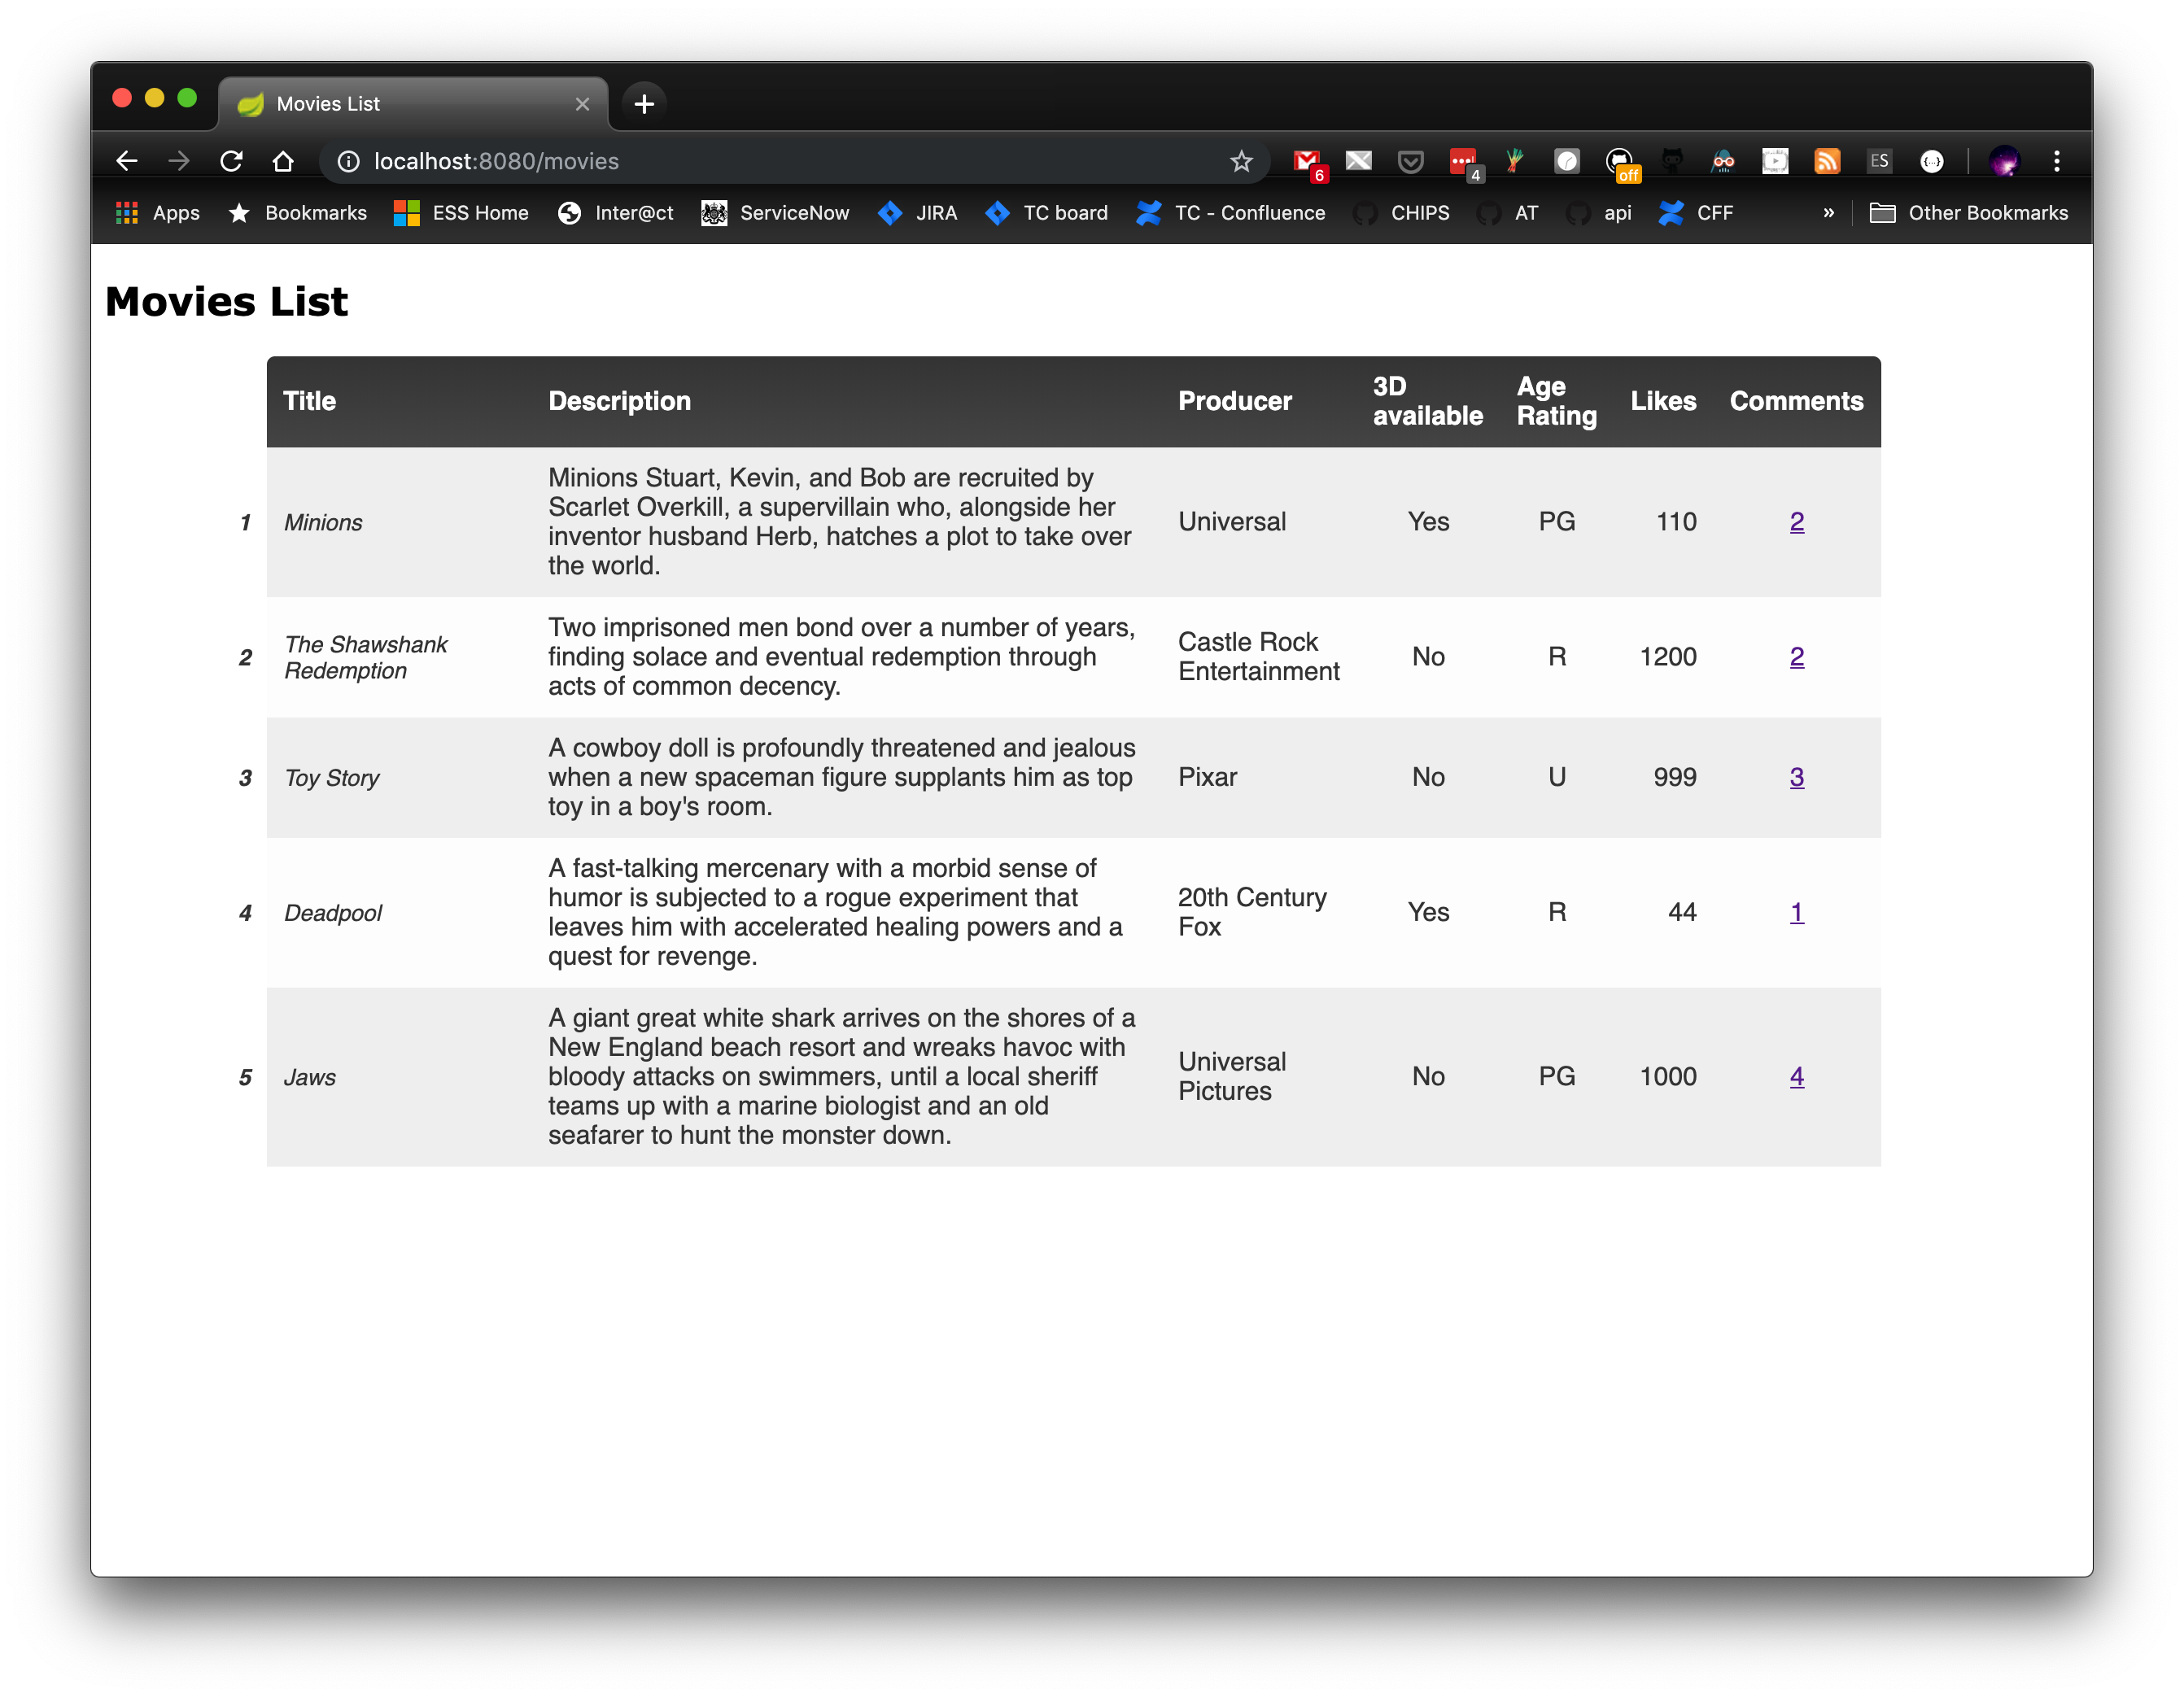 Movies List
localhost:8080/movies
6
4
off
ES
{...}
Apps
Bookmarks
ESS Home
Inter@ct
ServiceNow
JIRA
TC board
TC - Confluence
CHIPS
AT
api
CFF
»
Other Bookmarks
Movies List
Title
Description
Producer
3D
available
Age
Rating
Likes
Comments
1
Minions
Minions Stuart, Kevin, and Bob are recruited by
Scarlet Overkill, a supervillain who, alongside her
inventor husband Herb, hatches a plot to take over
the world.
Universal
Yes
PG
110
2
2
The Shawshank
Redemption
Two imprisoned men bond over a number of years,
finding solace and eventual redemption through
acts of common decency.
Castle Rock
Entertainment
No
R
1200
2
3
Toy Story
A cowboy doll is profoundly threatened and jealous
when a new spaceman figure supplants him as top
toy in a boy's room.
Pixar
No
U
999
3
4
Deadpool
A fast-talking mercenary with a morbid sense of
humor is subjected to a rogue experiment that
leaves him with accelerated healing powers and a
quest for revenge.
20th Century
Fox
Yes
R
44
1
5
Jaws
A giant great white shark arrives on the shores of a
New England beach resort and wreaks havoc with
bloody attacks on swimmers, until a local sheriff
teams up with a marine biologist and an old
seafarer to hunt the monster down.
Universal
Pictures
No
PG
1000
4